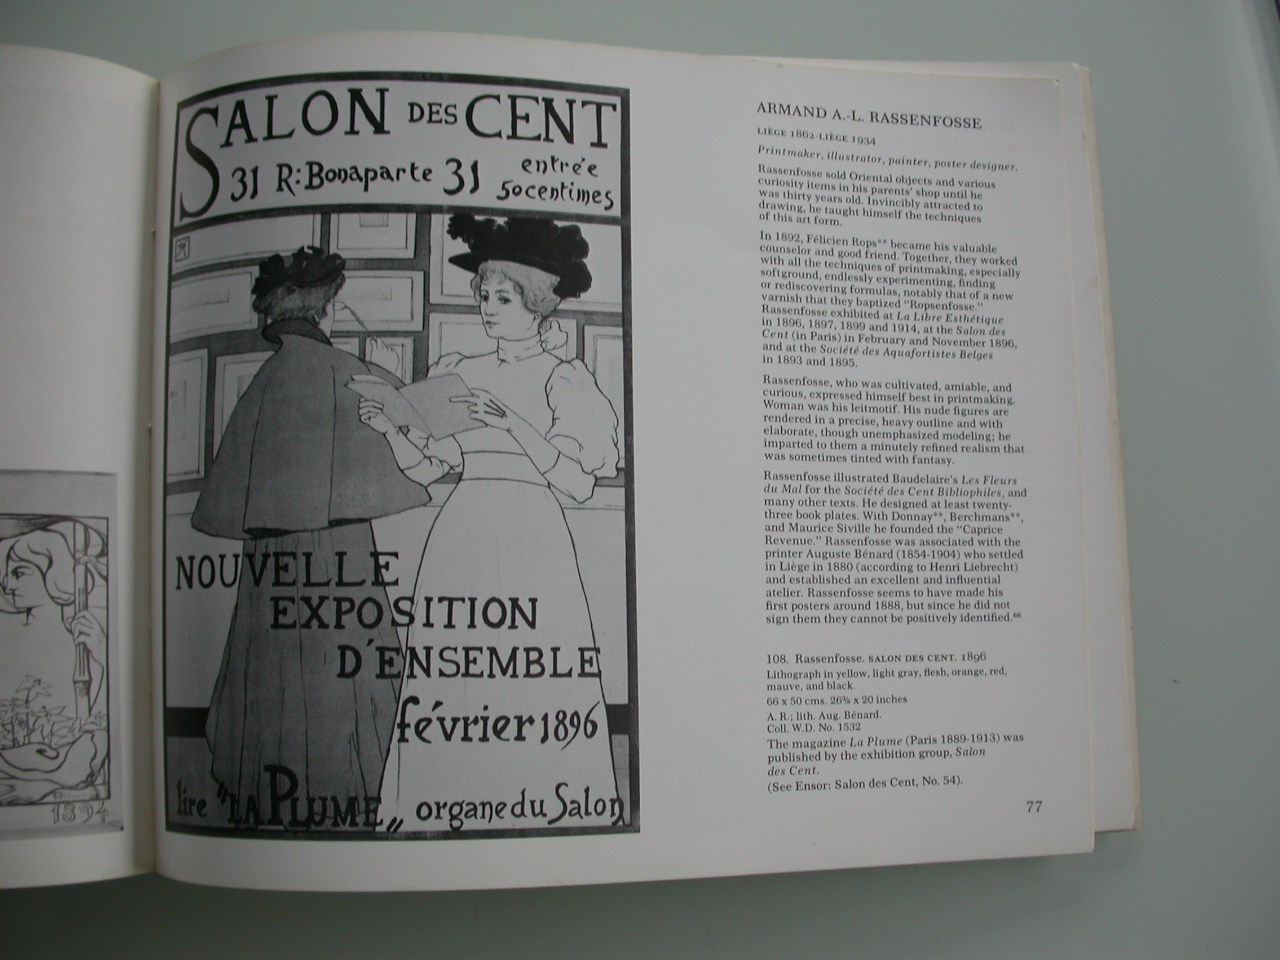 SALON DES CENT
31 R: Bonaparte 31
entrée
50 centimes
NOUVELLE
EXPOSITION
D'ENSEMBLE
février 1896
lire "LA PLUME„ organe du Salon
1894
ARMAND A.-L. RASSENFOSSE
LIÈGE 1862-LIÈGE 1934
Printmaker, illustrator, painter, poster designer.
Rassenfosse sold Oriental objects and various
curiosity items in his parents' shop until he
was thirty years old. Invincibly attracted to
drawing, he taught himself the techniques
of this art form.
In 1892, Félicien Rops** became his valuable
counselor and good friend. Together, they worked
with all the techniques of printmaking, especially
softground, endlessly experimenting, finding
or rediscovering formulas, notably that of a new
varnish that they baptized "Ropsenfosse."
Rassenfosse exhibited at La Libre Esthétique
in 1896, 1897, 1899 and 1914, at the Salon des
Cent (in Paris) in February and November 1896,
and at the Société des Aquafortistes Belges
in 1893 and 1895.
Rassenfosse, who was cultivated, amiable, and
curious, expressed himself best in printmaking.
Woman was his leitmotif. His nude figures are
rendered in a precise, heavy outline and with
elaborate, though unemphasized modeling; he
imparted to them a minutely refined realism that
was sometimes tinted with fantasy.
Rassenfosse illustrated Baudelaire's Les Fleurs
du Mal for the Société des Cent Bibliophiles, and
many other texts. He designed at least twenty-
three book plates. With Donnay**, Berchmans**,
and Maurice Siville he founded the "Caprice
Revenue." Rassenfosse was associated with the
printer Auguste Bénard (1854-1904) who settled
in Liège in 1880 (according to Henri Liebrecht)
and established an excellent and influential
atelier. Rassenfosse seems to have made his
first posters around 1888, but since he did not
sign them they cannot be positively identified.⁶⁶
108. Rassenfosse. SALON DES CENT. 1896
Lithograph in yellow, light gray, flesh, orange, red,
mauve, and black.
66 x 50 cms. 26⅜ x 20 inches
A. R.; lith. Aug. Bénard.
Coll. W.D. No. 1532
The magazine La Plume (Paris 1889-1913) was
published by the exhibition group, Salon
des Cent.
(See Ensor: Salon des Cent, No. 54).
77